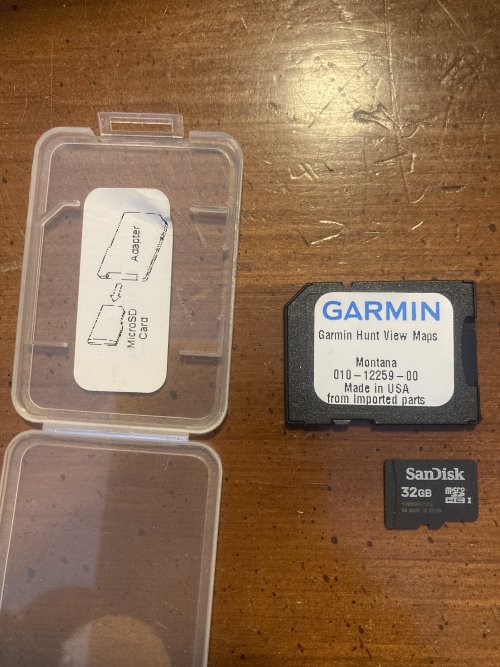 MicroSD
Card
Adapter
GARMIN
Garmin Hunt View Maps
Montana
010-12259-00
Made in USA
from Imported parts
SanDisk
32GB
micro
SD
HC I